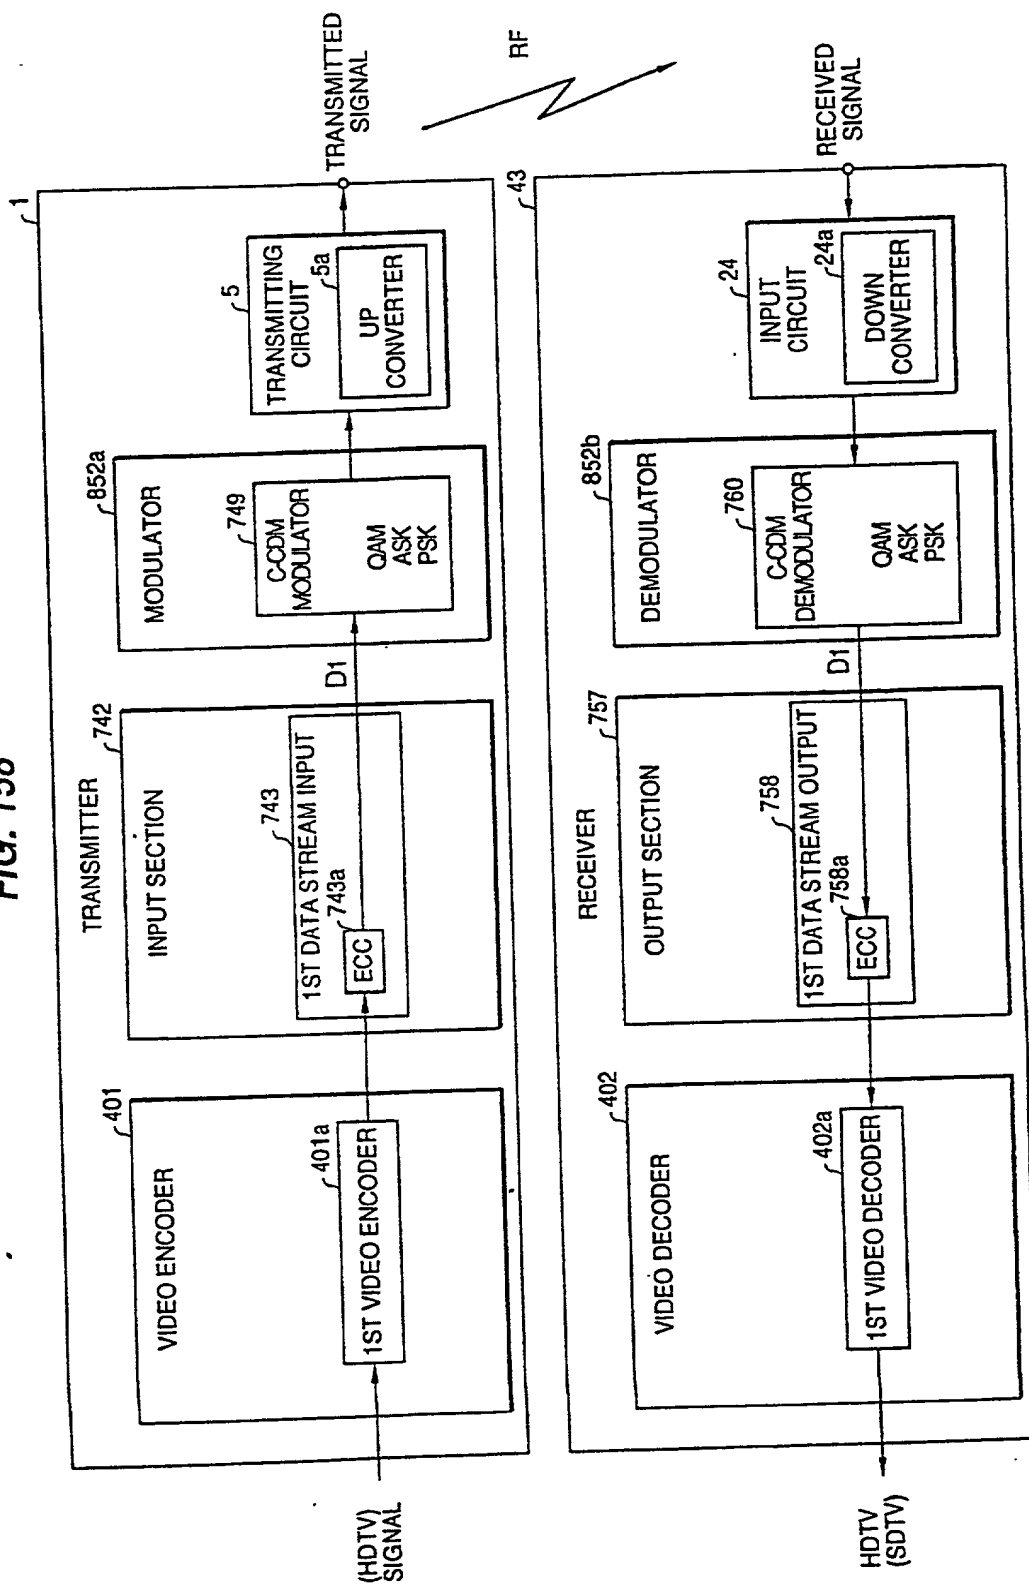 FIG.
TRANSMITTER
1
VIDEO ENCODER
401
401a
1ST VIDEO ENCODER
(HDTV)
SIGNAL
INPUT SECTION
742
743
1ST DATA STREAM INPUT
743a
ECC
D1
MODULATOR
852a
749
C-CDM
MODULATOR
QAM
ASK
PSK
5
TRANSMITTING
CIRCUIT
5a
UP
CONVERTER
TRANSMITTED
SIGNAL
RF
RECEIVER
43
VIDEO DECODER
402
402a
1ST VIDEO DECODER
HDTV
(SDTV)
OUTPUT SECTION
757
758
1ST DATA STREAM OUTPUT
758a
ECC
D1
DEMODULATOR
852b
760
C-CDM
DEMODULATOR
QAM
ASK
PSK
24
INPUT
CIRCUIT
24a
DOWN
CONVERTER
RECEIVED
SIGNAL